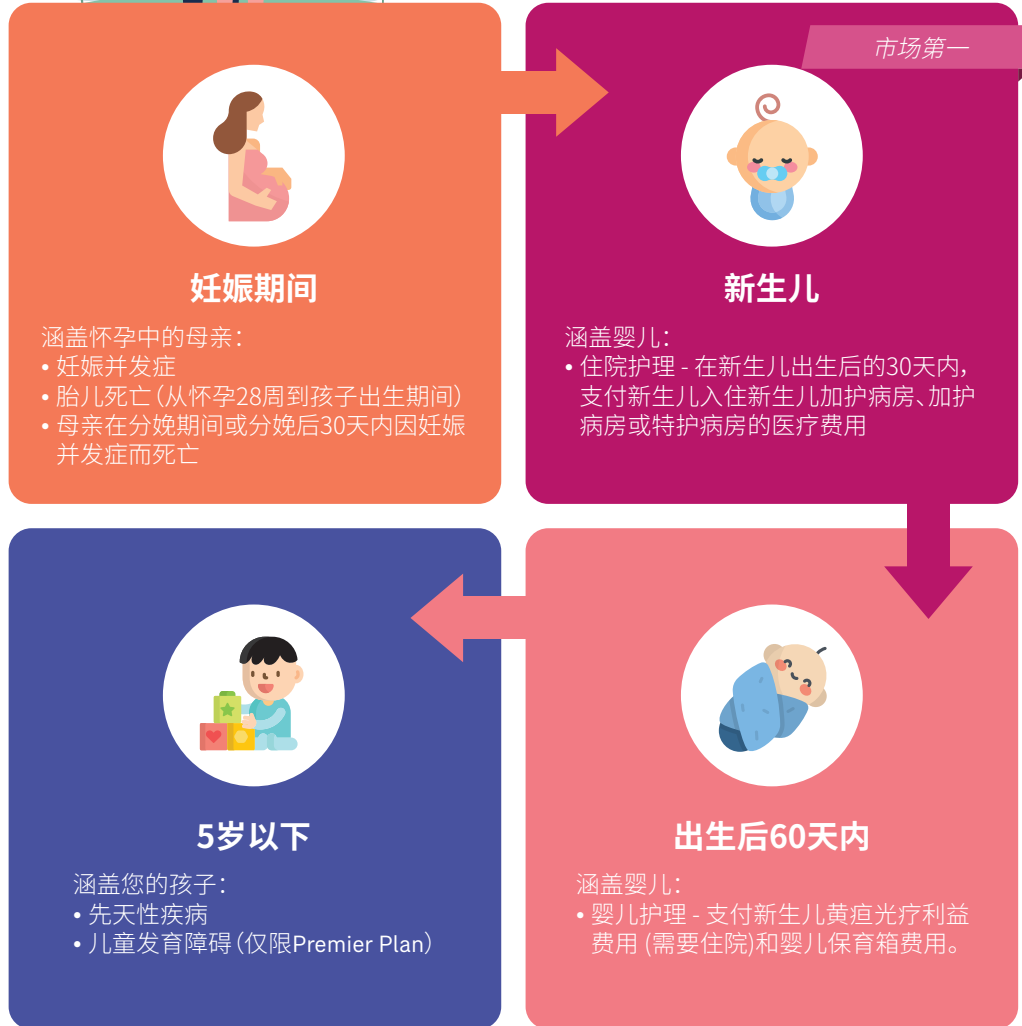 妊娠期间
涵盖怀孕中的母亲：
• 妊娠并发症
• 胎儿死亡（从怀孕28周到孩子出生期间）
• 母亲在分娩期间或分娩后30天内因妊娠
并发症而死亡
市场第一
新生儿
涵盖婴儿：
• 住院护理 - 在新生儿出生后的30天内，
支付新生儿入住新生儿加护病房、加护
病房或特护病房的医疗费用
出生后60天内
涵盖婴儿：
• 婴儿护理 - 支付新生儿黄疸光疗利益
费用 (需要住院)和婴儿保育箱费用。
5岁以下
涵盖您的孩子：
• 先天性疾病
• 儿童发育障碍（仅限Premier Plan）